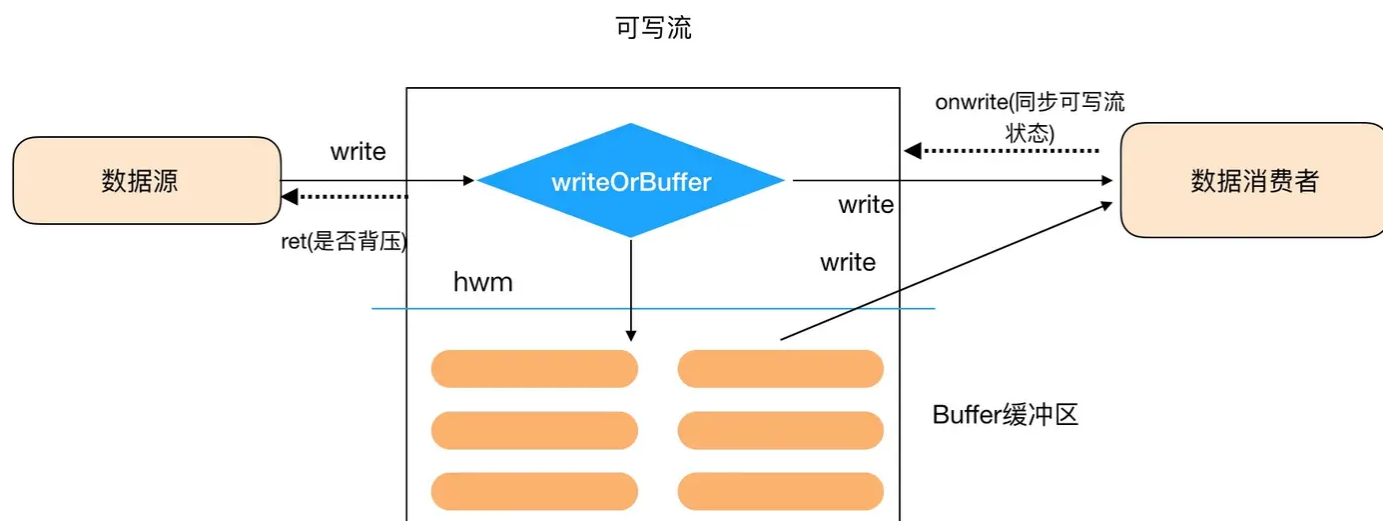 可写流
onwrite(同步可写流
状态)
write
数据源
writeOrBuffer
数据消费者
write
ret(是否背压)
write
hwm
Buffer缓冲区